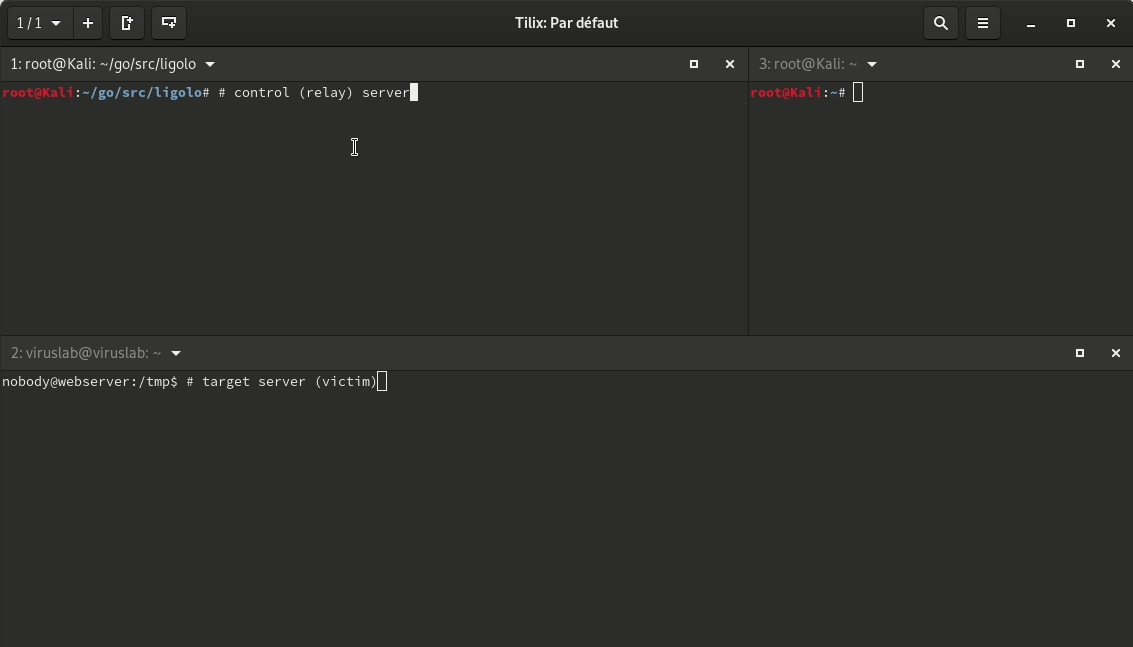 1 / 1
Tilix: Par défaut
1: root@Kali: ~/go/src/ligolo
root@Kali:~/go/src/ligolo# # control (relay) server
3: root@Kali: ~
root@Kali:~#
2: viruslab@viruslab: ~
nobody@webserver:/tmp$ # target server (victim)